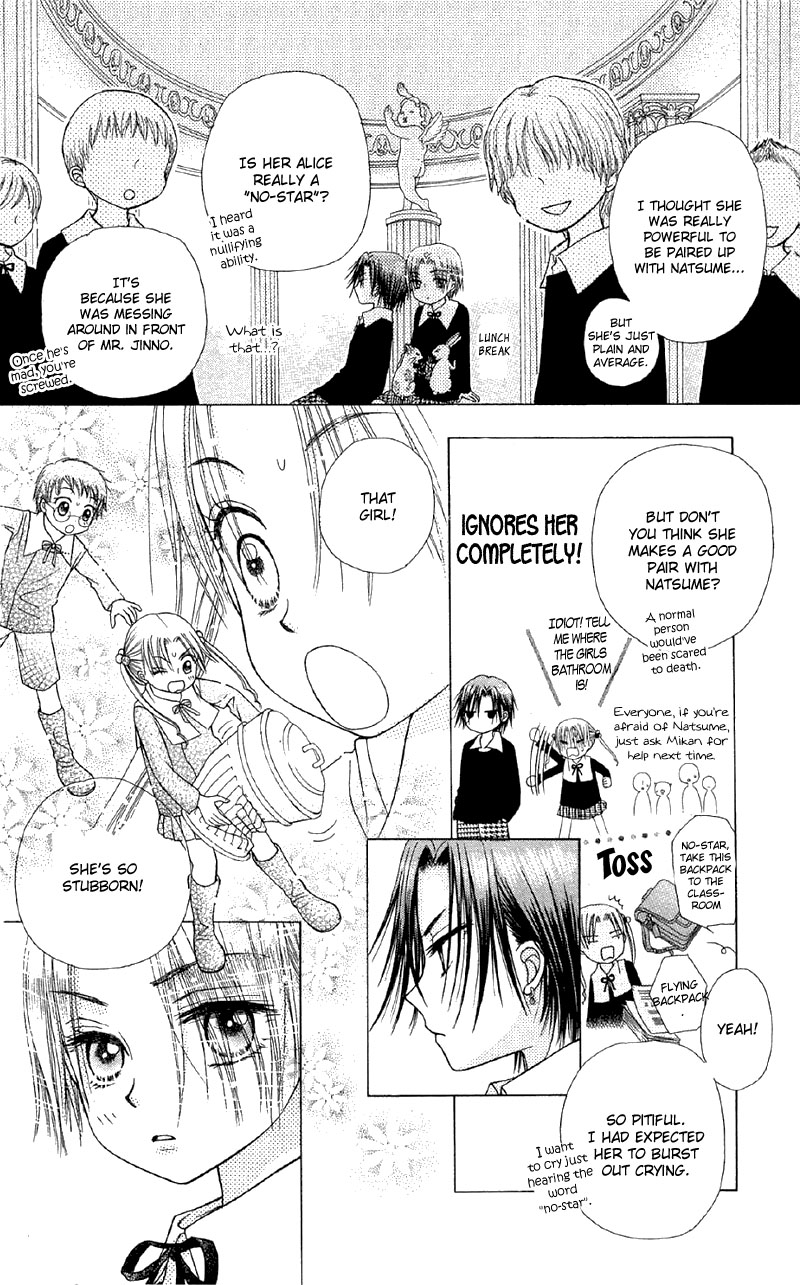 I THOUGHT SHE
WAS REALLY
POWERFUL TO
BE PAIRED UP
WITH NATSUME...
BUT
SHE'S JUST
PLAIN AND
AVERAGE.
LUNCH
BREAK
IS HER ALICE
REALLY A
"NO-STAR"?
I heard
it was a
nullifying
ability.
What is
that...?
IT'S
BECAUSE SHE
WAS MESSING
AROUND IN FRONT
OF MR. JINNO.
Once he's
mad, you're
screwed.
BUT DON'T
YOU THINK SHE
MAKES A GOOD
PAIR WITH
NATSUME?
A normal
person
would've
been scared
to death.
IGNORES HER
COMPLETELY!
IDIOT! TELL
ME WHERE
THE GIRLS
BATHROOM
IS!
Everyone, if you're
afraid of Natsume,
just ask Mikan for
help next time.
NO-STAR,
TAKE THIS
BACKPACK
TO THE
CLASS-
ROOM
TOSS
FLYING
BACKPACK.
YEAH!
SO PITIFUL.
I HAD EXPECTED
HER TO BURST
OUT CRYING.
I want
to cry just
hearing the
word
"no-star".
THAT
GIRL!
SHE'S SO
STUBBORN!